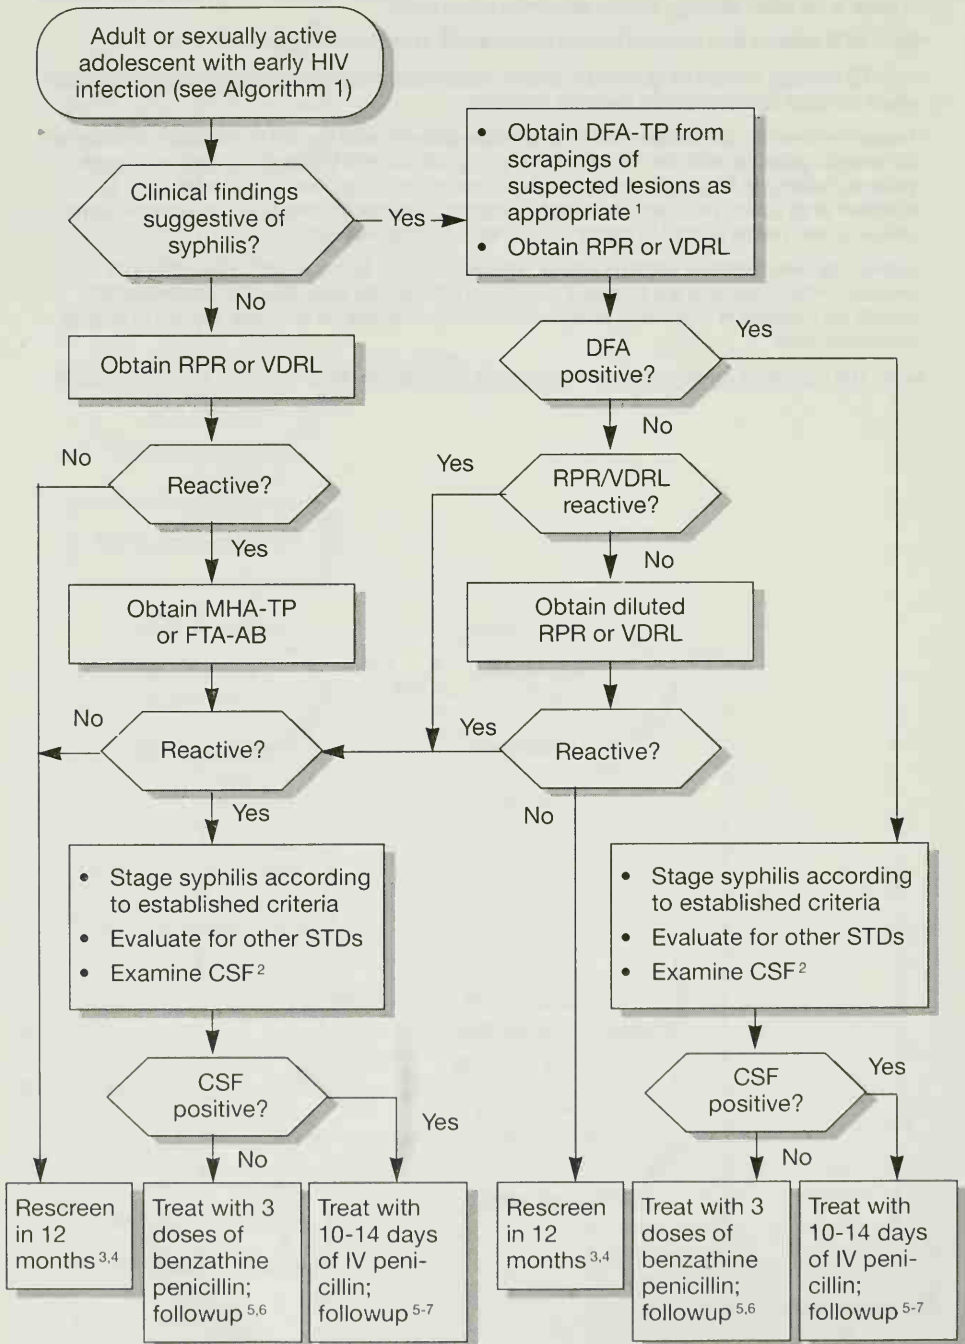 Adult or sexually active
adolescent with early HIV
infection (see Algorithm 1)
Clinical findings
suggestive of
syphilis?
Yes
• Obtain DFA-TP from
scrapings of
suspected lesions as
appropriate 1
• Obtain RPR or VDRL
No
Obtain RPR or VDRL
DFA
positive?
Yes
No
No
Reactive?
Yes
RPR/VDRL
reactive?
Yes
No
Obtain MHA-TP
or FTA-AB
Obtain diluted
RPR or VDRL
No
Reactive?
Yes
Reactive?
Yes
No
• Stage syphilis according
to established criteria
• Evaluate for other STDs
• Examine CSF 2
• Stage syphilis according
to established criteria
• Evaluate for other STDs
• Examine CSF 2
CSF
positive?
Yes
No
CSF
positive?
Yes
No
Rescreen
in 12
months 3,4
Treat with 3
doses of
benzathine
penicillin;
followup 5,6
Treat with
10-14 days
of IV peni-
cillin;
followup 5-7
Rescreen
in 12
months 3,4
Treat with 3
doses of
benzathine
penicillin;
followup 5,6
Treat with
10-14 days
of IV peni-
cillin;
followup 5-7